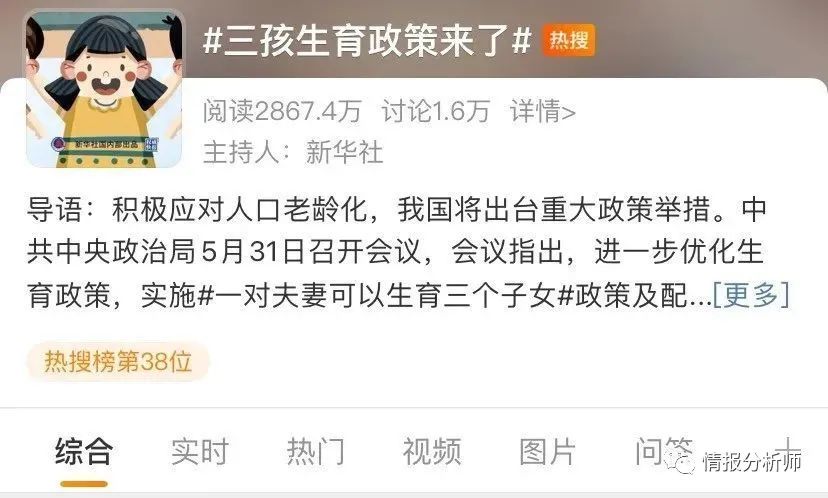 #三孩生育政策来了# 热搜
阅读2867.4万 讨论1.6万 详情>
主持人：新华社
新华社国内部出品
导语：积极应对人口老龄化，我国将出台重大政策举措。中
共中央政治局5月31日召开会议，会议指出，进一步优化生
育政策，实施#一对夫妻可以生育三个子女#政策及配...[更多]
热搜榜第38位
综合 实时 热门 视频 图片 问答
情报分析师